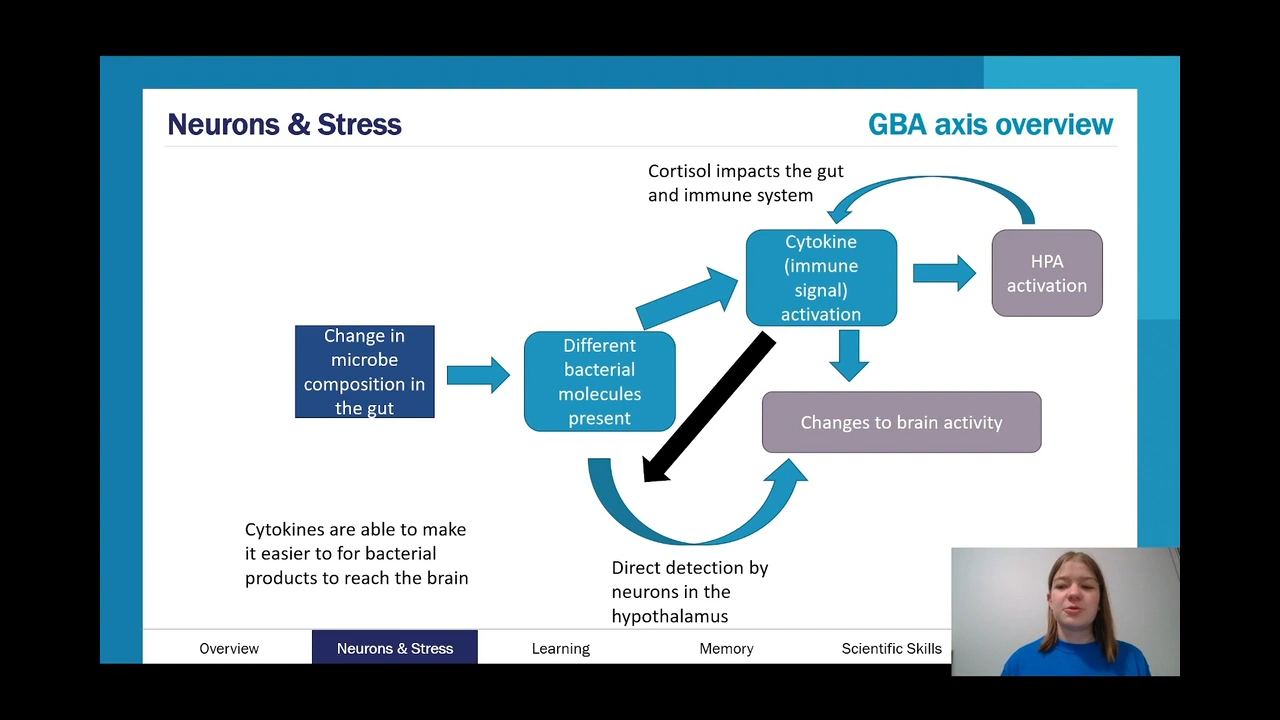 Neurons & Stress
GBA axis overview
Cortisol impacts the gut
and immune system
Cytokine
(immune
signal)
activation
HPA
activation
Change in
microbe
composition in
the gut
Different
bacterial
molecules
present
Changes to brain activity
Cytokines are able to make
it easier to for bacterial
products to reach the brain
Direct detection by
neurons in the
hypothalamus
Overview
Neurons & Stress
Learning
Memory
Scientific Skills